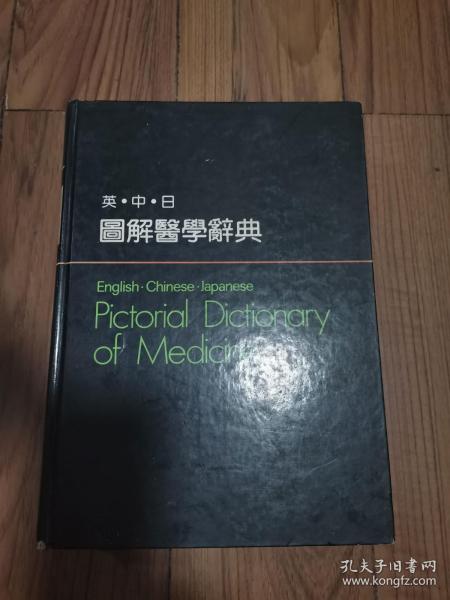 英・中・日
圖解醫學辭典
English・Chinese・Japanese
Pictorial Dictionary
of Medicine
孔夫子旧书网
www.kongfz.com